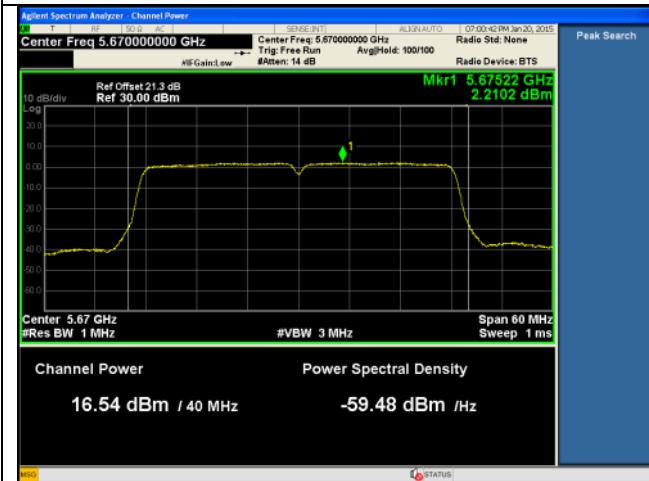 Agilent Spectrum Analyzer - Channel Power
T RF 50 Ω AC SENSE:INT ALIGN AUTO 07:00:42 PM Jan 20, 2015
Center Freq 5.670000000 GHz
Center Freq: 5.670000000 GHz
Radio Std: None
Trig: Free Run Avg|Hold: 100/100
#IFGain:Low
#Atten: 14 dB
Radio Device: BTS
Peak Search
Mkr1 5.67522 GHz
2.2102 dBm
Ref Offset 21.3 dB
10 dB/div Ref 30.00 dBm
Log
20.0
10.0
0.00
-10.0
-20.0
-30.0
-40.0
-50.0
-60.0
1
Center 5.67 GHz Span 60 MHz
#Res BW 1 MHz #VBW 3 MHz Sweep 1 ms
Channel Power
Power Spectral Density
16.54 dBm / 40 MHz
-59.48 dBm /Hz
MSG STATUS